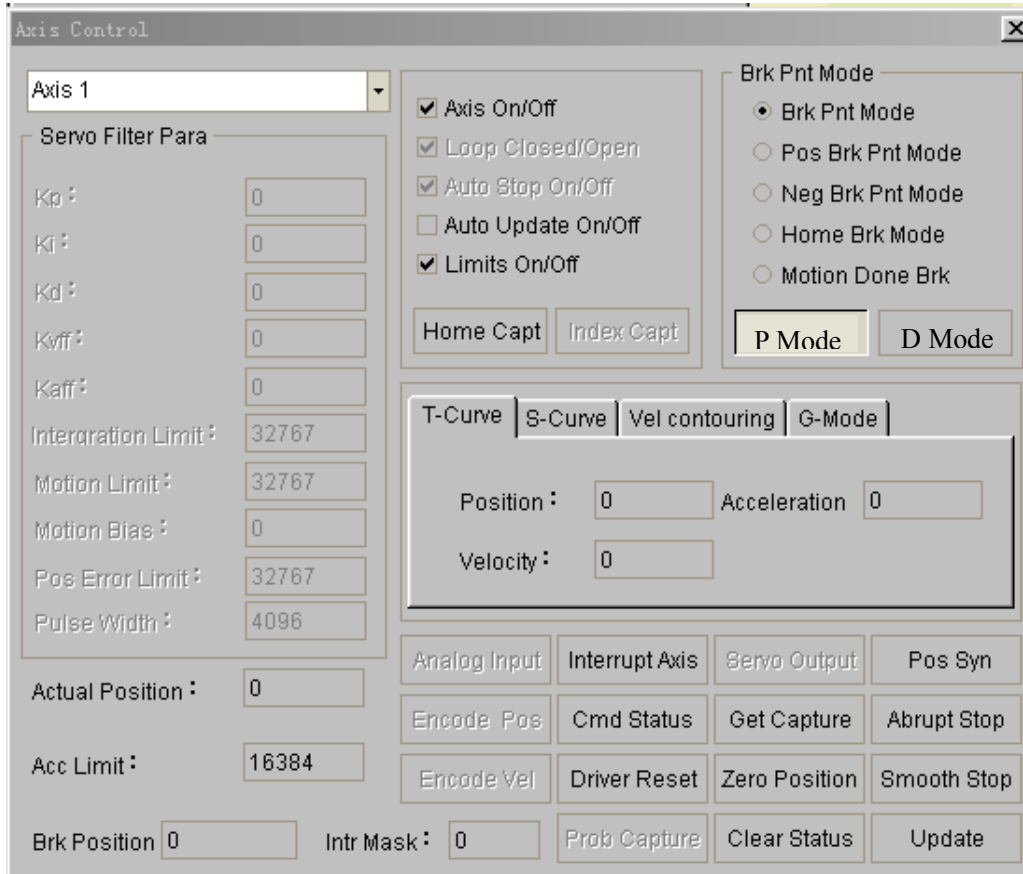 Axis Control
Axis 1
Servo Filter Para
Kp: 0
Ki: 0
Kd: 0
Kvff: 0
Kaff: 0
Interqration Limit: 32767
Motion Limit: 32767
Motion Bias: 0
Pos Error Limit: 32767
Pulse Width: 4096
Actual Position: 0
Acc Limit: 16384
Brk Position 0
Intr Mask: 0
Axis On/Off
Loop Closed/Open
Auto Stop On/Off
Auto Update On/Off
Limits On/Off
Home Capt Index Capt
Brk Pnt Mode
Brk Pnt Mode
Pos Brk Pnt Mode
Neg Brk Pnt Mode
Home Brk Mode
Motion Done Brk
P Mode D Mode
T-Curve S-Curve Vel contouring G-Mode
Position: 0 Acceleration 0
Velocity: 0
Analog Input Interrupt Axis Servo Output Pos Syn
Encode Pos Cmd Status Get Capture Abrupt Stop
Encode Vel Driver Reset Zero Position Smooth Stop
Prob Capture Clear Status Update